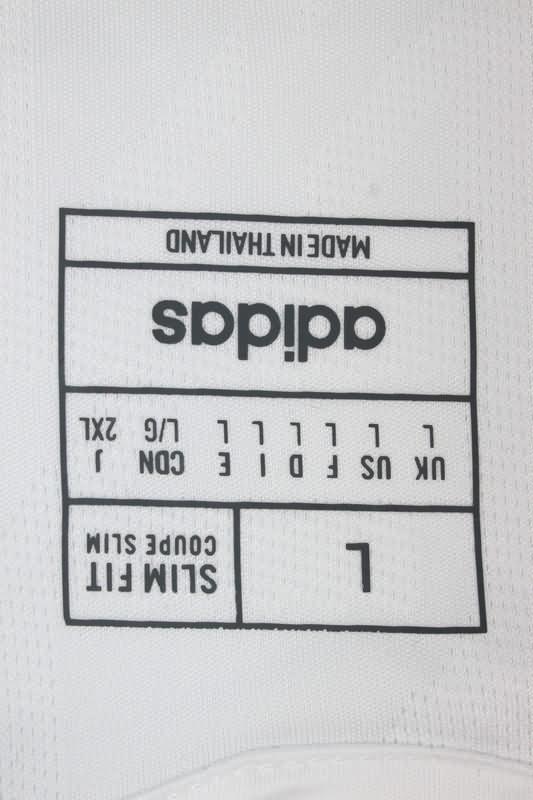 L
SLIM FIT
COUPE SLIM
UK US F D I E CDN J
L L L L L L L/G 2XL
adidas
MADE IN THAILAND